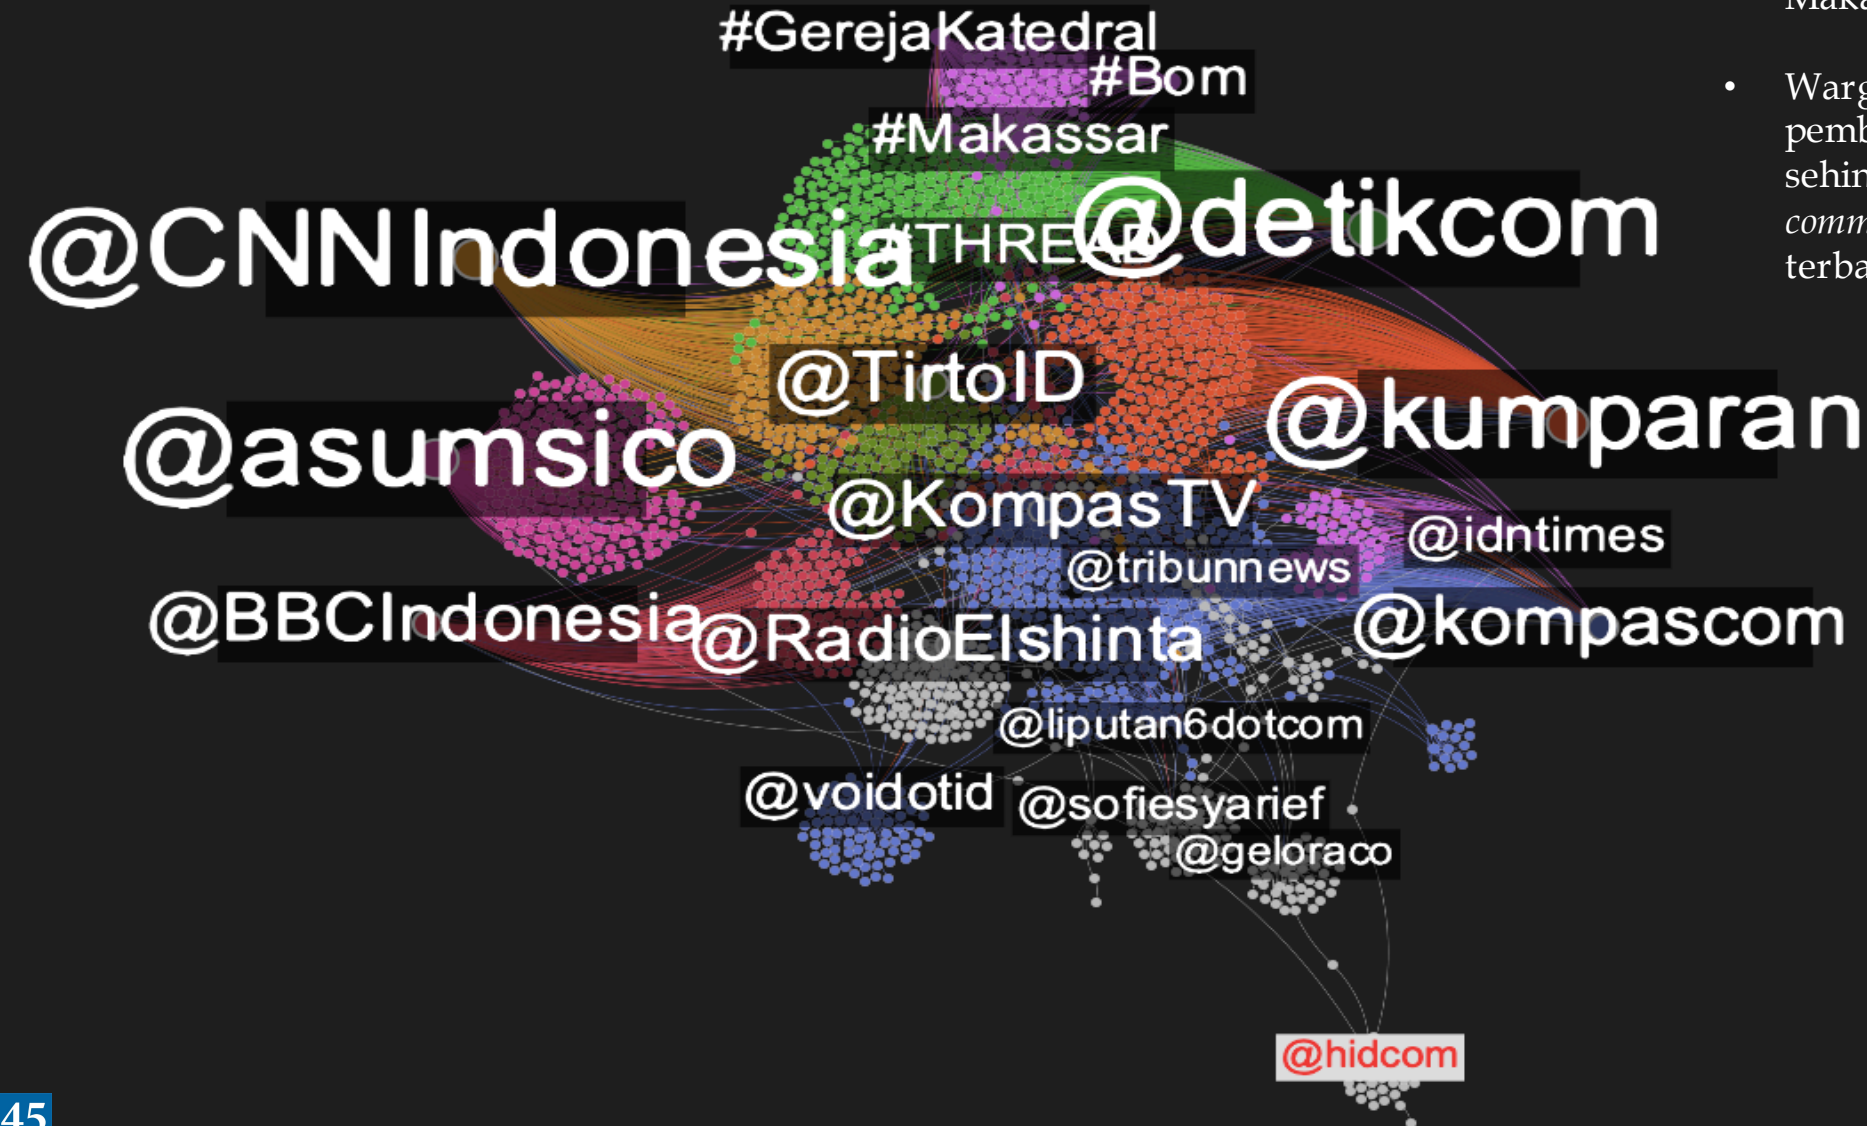 #GerejaKatedral
#Bom
#Makassar
@CNNIndonesia
#THREAD
@detikcom
@TirtoID
@asumsico
@kumparan
@KompasTV
@idntimes
@tribunnews
@BBCIndonesia
@RadioElshinta
@kompascom
@liputan6dotcom
@voidotid
@sofiesyarief
@geloraco
@hidcom
45
•